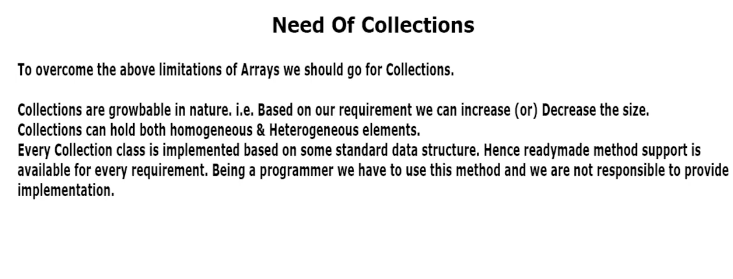 Need Of Collections
To overcome the above limitations of Arrays we should go for Collections.
Collections are growbable in nature. i.e. Based on our requirement we can increase (or) Decrease the size.
Collections can hold both homogeneous & Heterogeneous elements.
Every Collection class is implemented based on some standard data structure. Hence readymade method support is
available for every requirement. Being a programmer we have to use this method and we are not responsible to provide
implementation.